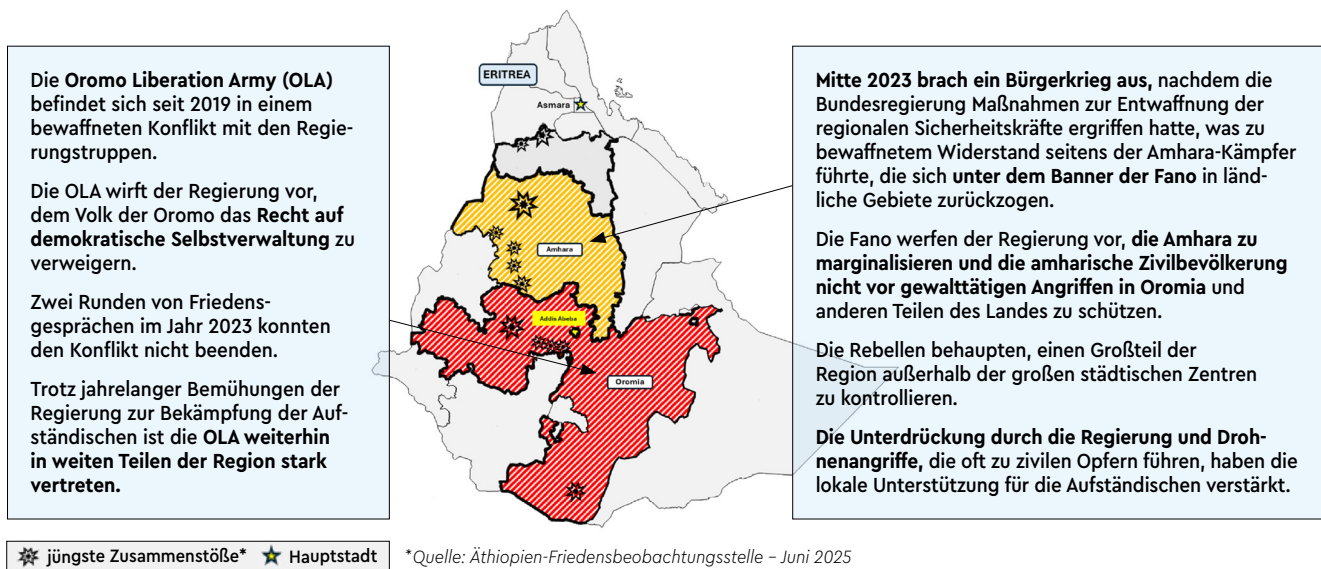 Die Oromo Liberation Army (OLA)
befindet sich seit 2019 in einem
bewaffneten Konflikt mit den Regie-
rungstruppen.
Die OLA wirft der Regierung vor,
dem Volk der Oromo das Recht auf
demokratische Selbstverwaltung zu
verweigern.
Zwei Runden von Friedens-
gesprächen im Jahr 2023 konnten
den Konflikt nicht beenden.
Trotz jahrelanger Bemühungen der
Regierung zur Bekämpfung der Auf-
ständischen ist die OLA weiterhin
in weiten Teilen der Region stark
vertreten.
ERITREA
Asmara
Amhara
Addis Abeba
Oromia
Mitte 2023 brach ein Bürgerkrieg aus, nachdem die
Bundesregierung Maßnahmen zur Entwaffnung der
regionalen Sicherheitskräfte ergriffen hatte, was zu
bewaffnetem Widerstand seitens der Amhara-Kämpfer
führte, die sich unter dem Banner der Fano in länd-
liche Gebiete zurückzogen.
Die Fano werfen der Regierung vor, die Amhara zu
marginalisieren und die amharische Zivilbevölkerung
nicht vor gewalttätigen Angriffen in Oromia und
anderen Teilen des Landes zu schützen.
Die Rebellen behaupten, einen Großteil der
Region außerhalb der großen städtischen Zentren
zu kontrollieren.
Die Unterdrückung durch die Regierung und Droh-
nenangriffe, die oft zu zivilen Opfern führen, haben die
lokale Unterstützung für die Aufständischen verstärkt.
jüngste Zusammenstöße* Hauptstadt
*Quelle: Äthiopien-Friedensbeobachtungsstelle – Juni 2025